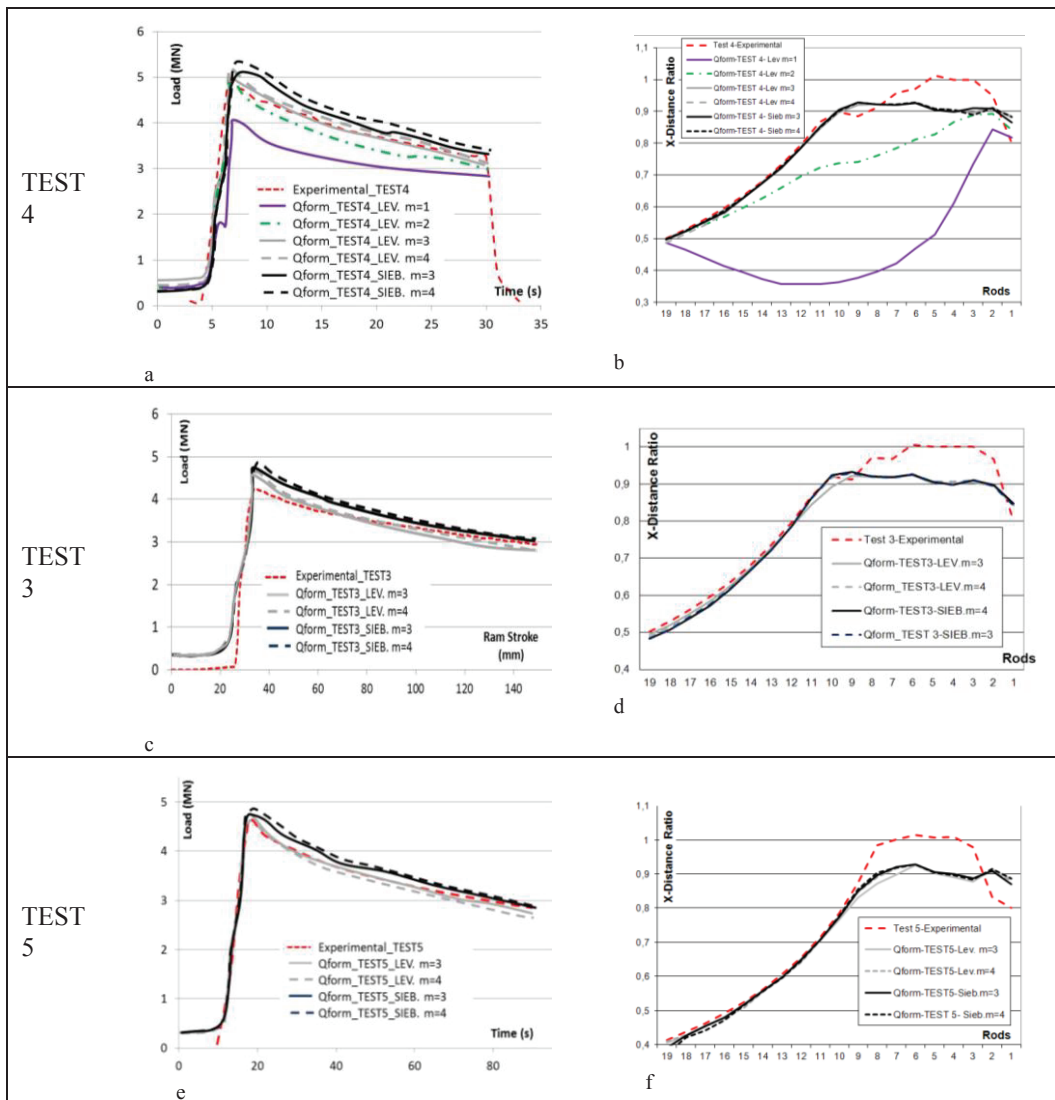 TEST
4
6
5
4
3
2
1
0
Load (MN)
Experimental_TEST4
Qform_TEST4_LEV. m=1
Qform_TEST4_LEV. m=2
Qform_TEST4_LEV. m=3
Qform_TEST4_LEV. m=4
Qform_TEST4_SIEB. m=3
Qform_TEST4_SIEB. m=4
Time (s)
0 5 10 15 20 25 30 35
a
1,1
1
0,9
0,8
0,7
0,6
0,5
0,4
0,3
X-Distance Ratio
Test 4-Experimental
Qform-TEST 4- Lev m=1
Qform-TEST 4-Lev m=2
Qform-TEST 4-Lev m=3
Qform-TEST 4-Lev m=4
Qform-TEST 4- Sieb m=3
Qform-TEST 4- Sieb m=4
Rods
19 18 17 16 15 14 13 12 11 10 9 8 7 6 5 4 3 2 1
b
TEST
3
6
5
4
3
2
1
0
Load (MN)
Experimental_TEST3
Qform_TEST3_LEV. m=3
Qform_TEST3_LEV. m=4
Qform_TEST3_SIEB. m=3
Qform_TEST3_SIEB. m=4
Ram Stroke
(mm)
0 20 40 60 80 100 120 140
c
1
0,9
0,8
0,7
0,6
0,5
0,4
X-Distance Ratio
Test 3-Experimental
Qform-TEST3-LEV.m=3
Qform_TEST3-LEV.m=4
Qform-TEST3-SIEB.m=4
Qform_TEST 3-SIEB.m=3
Rods
19 18 17 16 15 14 13 12 11 10 9 8 7 6 5 4 3 2 1
d
TEST
5
5
4
3
2
1
0
Load (MN)
Experimental_TEST5
Qform_TEST5_LEV. m=3
Qform_TEST5_LEV. m=4
Qform_TEST5_SIEB. m=3
Qform_TEST5_SIEB. m=4
Time (s)
0 20 40 60 80
e
1,1
1
0,9
0,8
0,7
0,6
0,5
0,4
X-Distance Ratio
Test 5-Experimental
Qform-TEST5-Lev. m=3
Qform-TEST5-Lev.m=4
Qform-TEST5-Sieb.m=3
Qform-TEST 5- Sieb.m=4
Rods
19 18 17 16 15 14 13 12 11 10 9 8 7 6 5 4 3 2 1
f